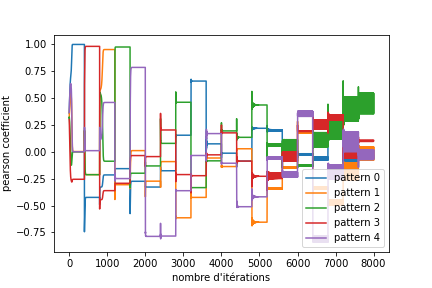 1.00
0.75
0.50
0.25
0.00
−0.25
−0.50
−0.75
pearson coefficient
0 1000 2000 3000 4000 5000 6000 7000 8000
nombre d'itérations
pattern 0
pattern 1
pattern 2
pattern 3
pattern 4